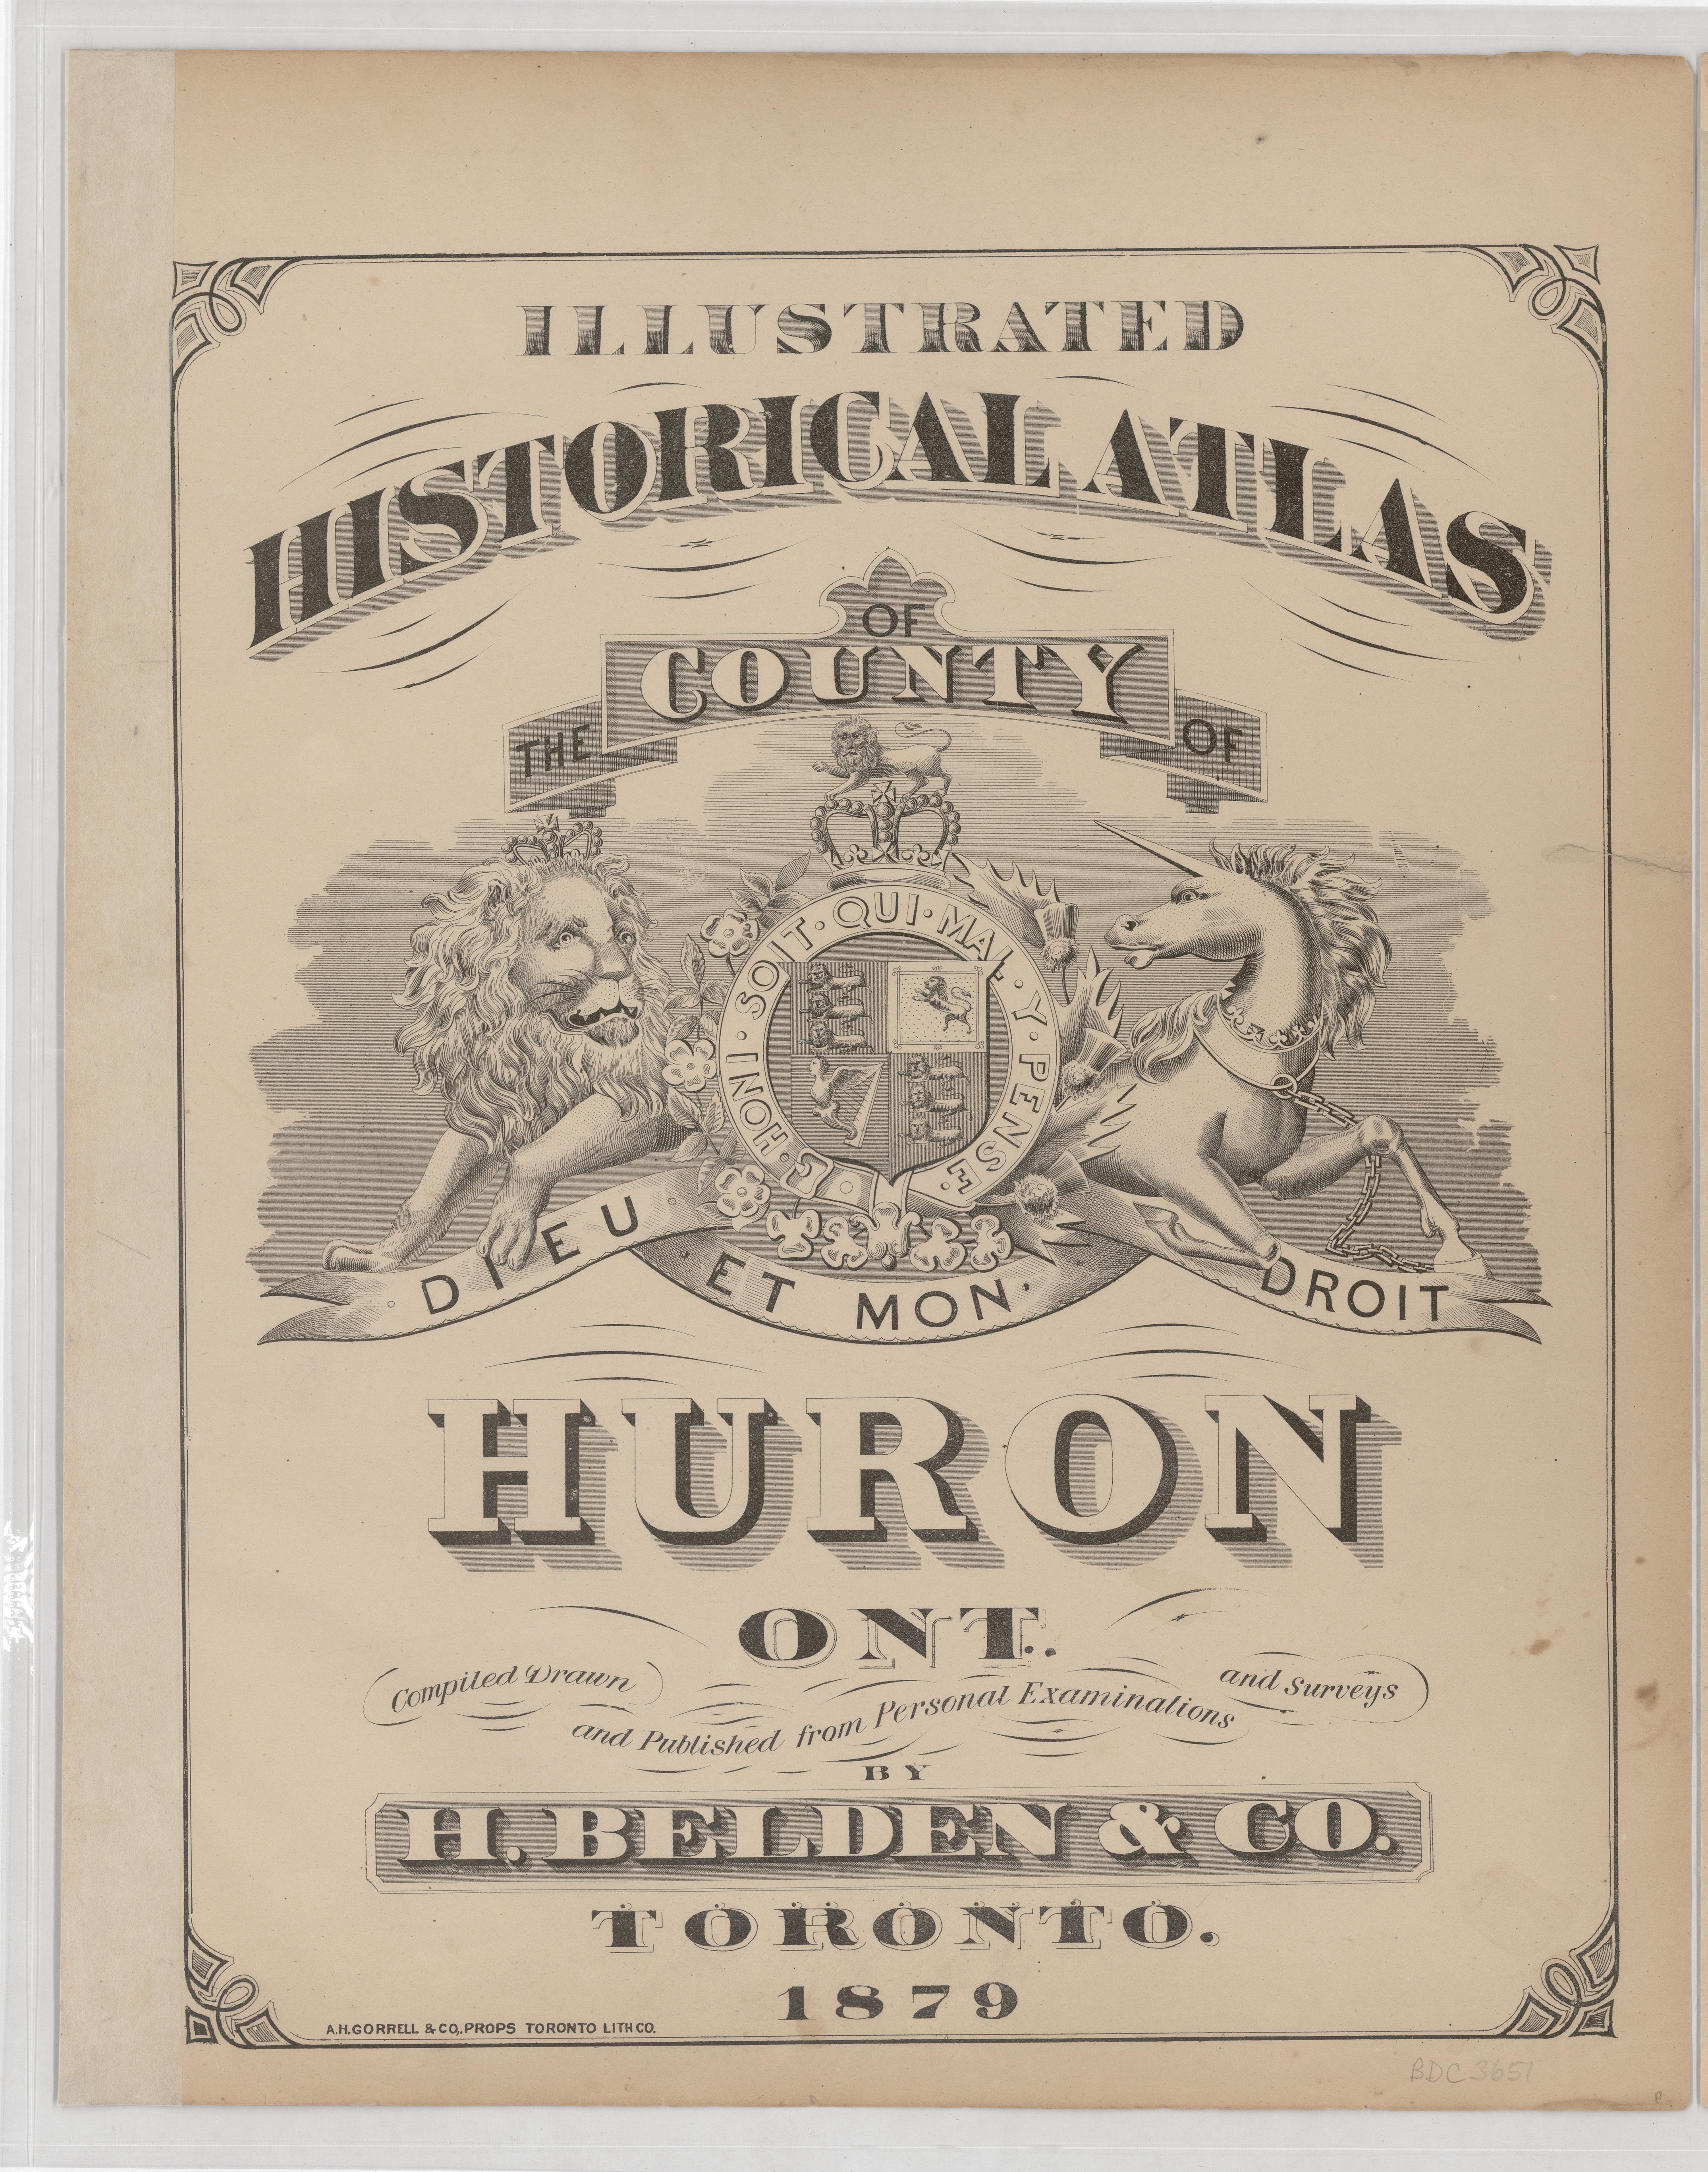 ILLUSTRATED
HISTORICAL ATLAS
OF
THE COUNTY OF
HONI · SOIT · QUI · MAL · Y · PENSE
DIEU ET MON DROIT
HURON
ONT.
Compiled Drawn and Published from Personal Examinations and Surveys
BY
H. BELDEN & CO.
TORONTO.
1879
A.H.GORRELL & CO,.PROPS TORONTO LITH CO.
BDC 3651